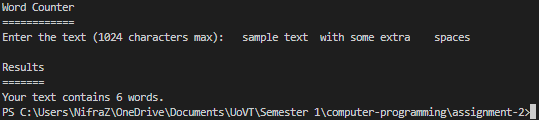 Word Counter
============
Enter the text (1024 characters max):   sample text  with some extra    spaces
Results
=======
Your text contains 6 words.
PS C:\Users\NifraZ\OneDrive\Documents\UoVT\Semester 1\computer-programming\assignment-2>